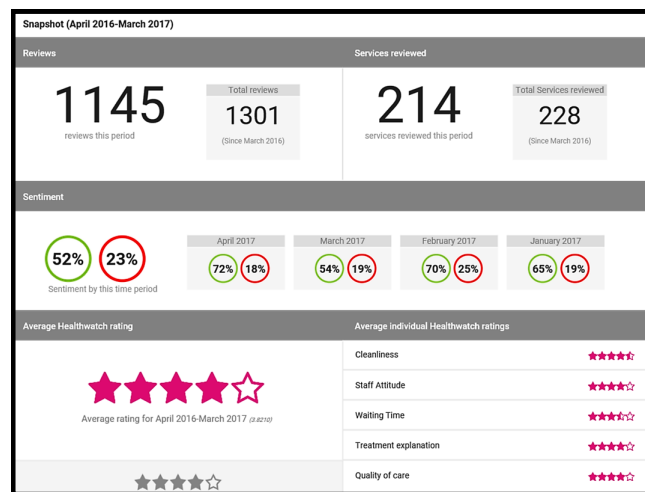 Snapshot (April 2016-March 2017)
Reviews
Services reviewed
1145
reviews this period
Total reviews
1301
(Since March 2016)
214
services reviewed this period
Total Services reviewed
228
(Since March 2016)
Sentiment
52% 23%
Sentiment by this time period
April 2017
72% 18%
March 2017
54% 19%
February 2017
70% 25%
January 2017
65% 19%
Average Healthwatch rating
Average rating for April 2016-March 2017 (3.8210)
Average individual Healthwatch ratings
Cleanliness
Staff Attitude
Waiting Time
Treatment explanation
Quality of care